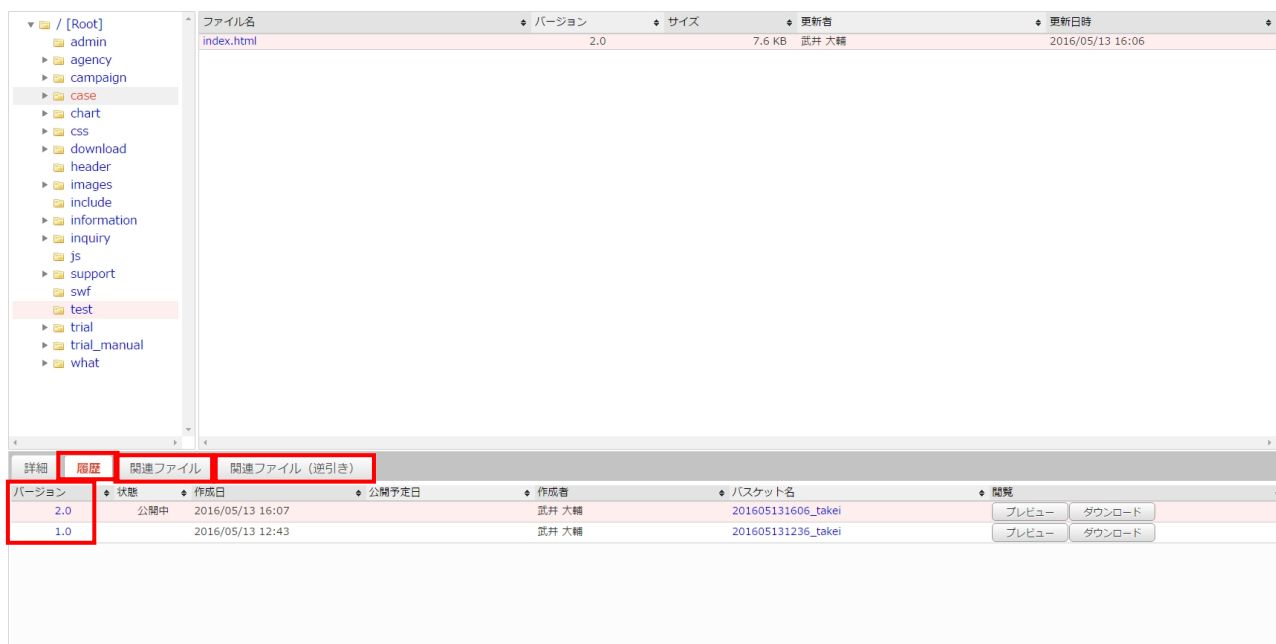 / [Root]
admin
agency
campaign
case
chart
css
download
header
images
include
information
inquiry
js
support
swf
test
trial
trial_manual
what
ファイル名 バージョン サイズ 更新者 更新日時
index.html 2.0 7.6 KB 武井 大輔 2016/05/13 16:06
詳細 履歴 関連ファイル 関連ファイル（逆引き）
バージョン 状態 作成日 公開予定日 作成者 バスケット名 閲覧
2.0 公開中 2016/05/13 16:07 武井 大輔 201605131606_takei プレビュー ダウンロード
1.0 2016/05/13 12:43 武井 大輔 201605131236_takei プレビュー ダウンロード